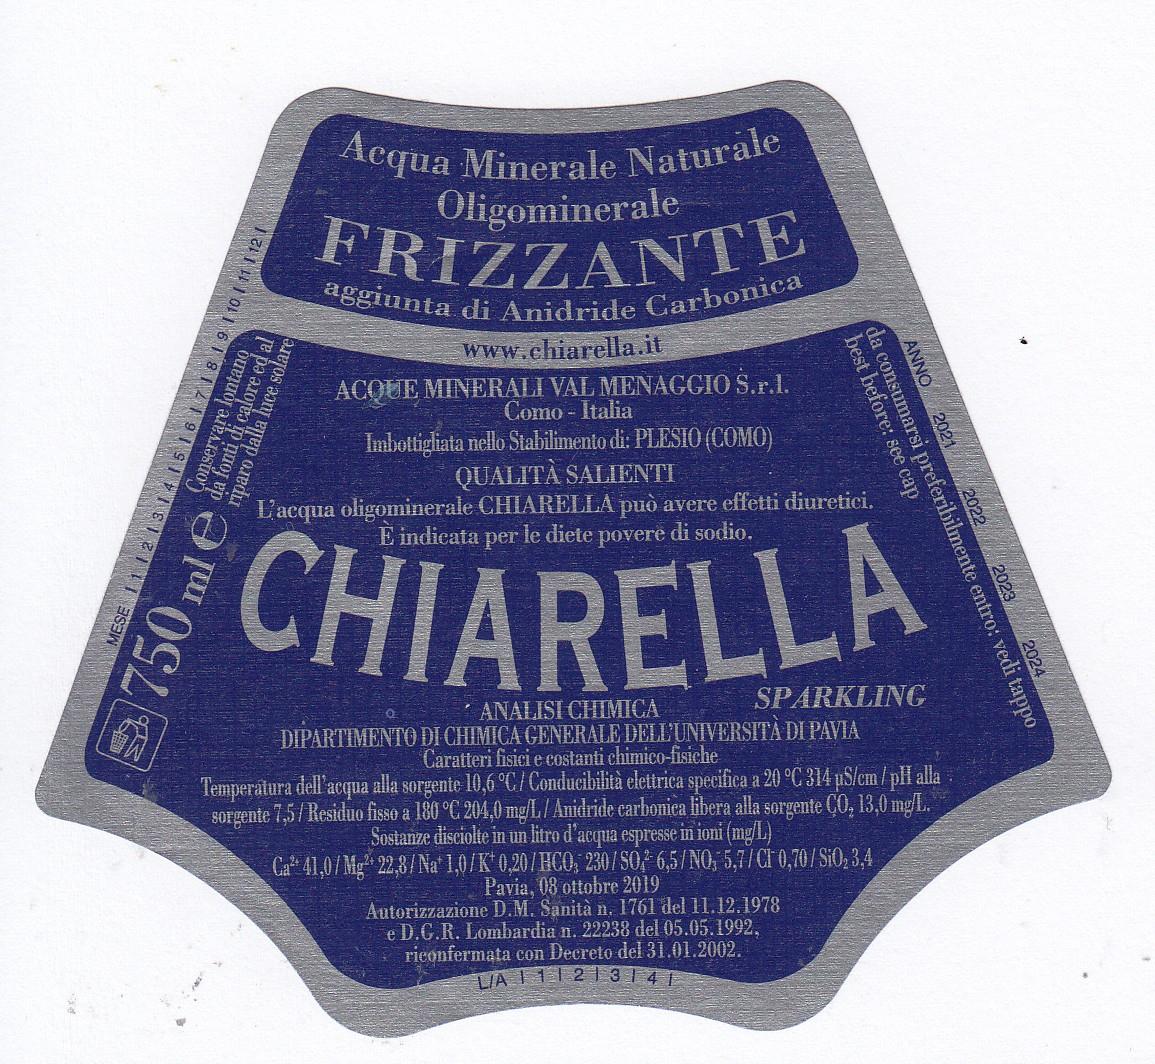 Acqua Minerale Naturale
Oligominerale
FRIZZANTE
aggiunta di Anidride Carbonica
www.chiarella.it
ACQUE MINERALI VAL MENAGGIO S.r.l.
Como - Italia
Imbottigliata nello Stabilimento di: PLESIO (COMO)
QUALITÀ SALIENTI
L'acqua oligominerale CHIARELLA può avere effetti diuretici.
È indicata per le diete povere di sodio.
CHIARELLA
SPARKLING
ANALISI CHIMICA
DIPARTIMENTO DI CHIMICA GENERALE DELL'UNIVERSITÀ DI PAVIA
Caratteri fisici e costanti chimico-fisiche
Temperatura dell'acqua alla sorgente 10,6 °C / Conducibilità elettrica specifica a 20 °C 314 µS/cm / pH alla
sorgente 7,5 / Residuo fisso a 180 °C 204,0 mg/L / Anidride carbonica libera alla sorgente CO₂ 13,0 mg/L.
Sostanze disciolte in un litro d'acqua espresse in ioni (mg/L)
Ca²⁺ 41,0 / Mg²⁺ 22,8 / Na⁺ 1,0 / K⁺ 0,20 / HCO₃⁻ 230 / SO₄²⁻ 6,5 / NO₃⁻ 5,7 / Cl⁻ 0,70 / SiO₂ 3,4
Pavia, 08 ottobre 2019
Autorizzazione D.M. Sanità n. 1761 del 11.12.1978
e D.G.R. Lombardia n. 22238 del 05.05.1992,
riconfermata con Decreto del 31.01.2002.
L/A | 1 | 2 | 3 | 4 |
MESE | 1 | 2 | 3 | 4 | 5 | 6 | 7 | 8 | 9 | 10 | 11 | 12 |
750 ml e
Conservare lontano
da fonti di calore ed al
riparo dalla luce solare
ANNO 2021 2022 2023 2024
da consumarsi preferibilmente entro: vedi tappo
best before: see cap